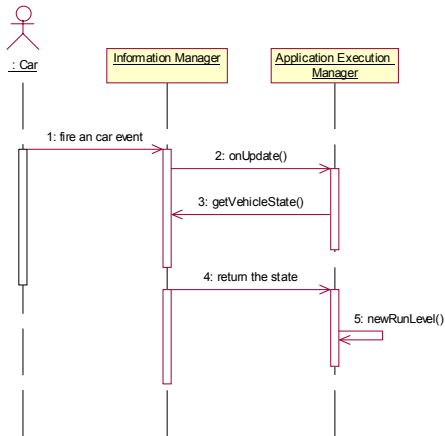 : Car
Information Manager
Application Execution
Manager
1: fire an car event
2: onUpdate()
3: getVehicleState()
4: return the state
5: newRunLevel()